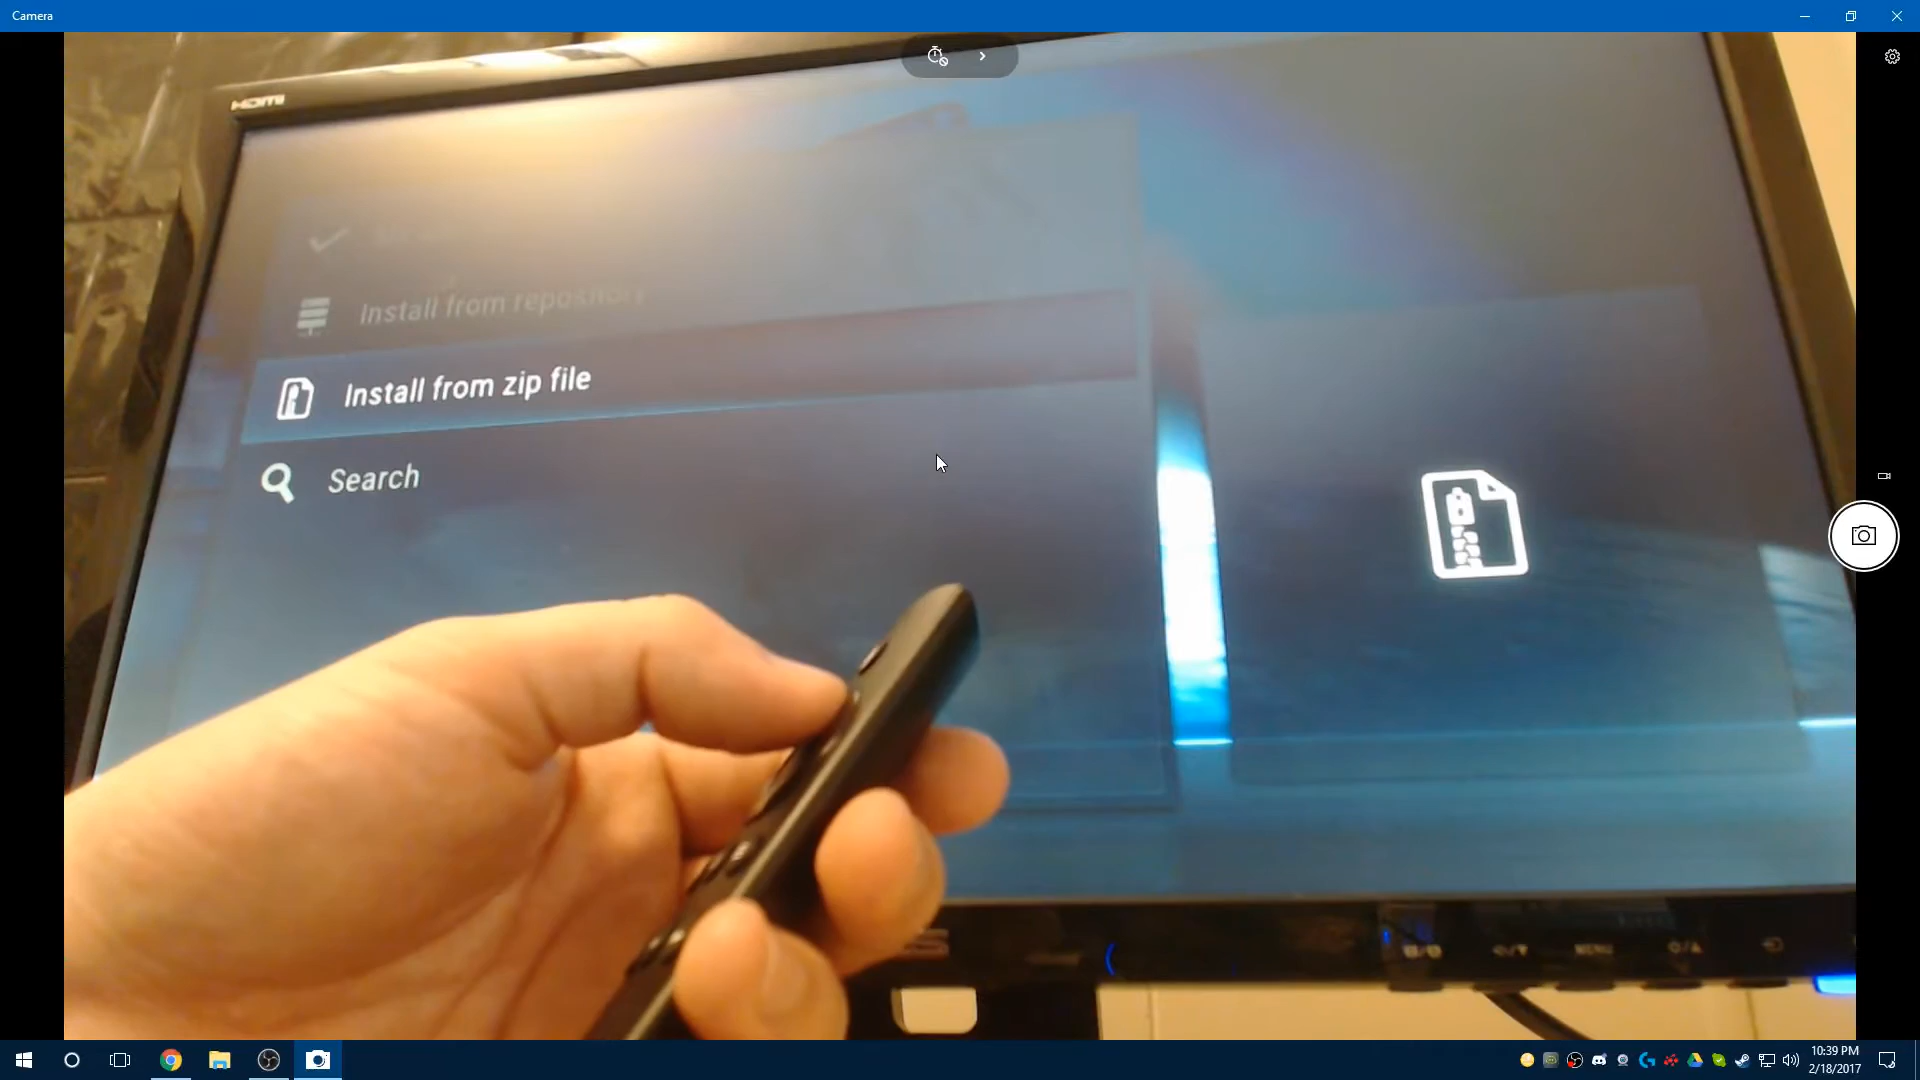 Camera
HDMI
Install from repository
Install from zip file
Search
10:39 PM
2/18/2017